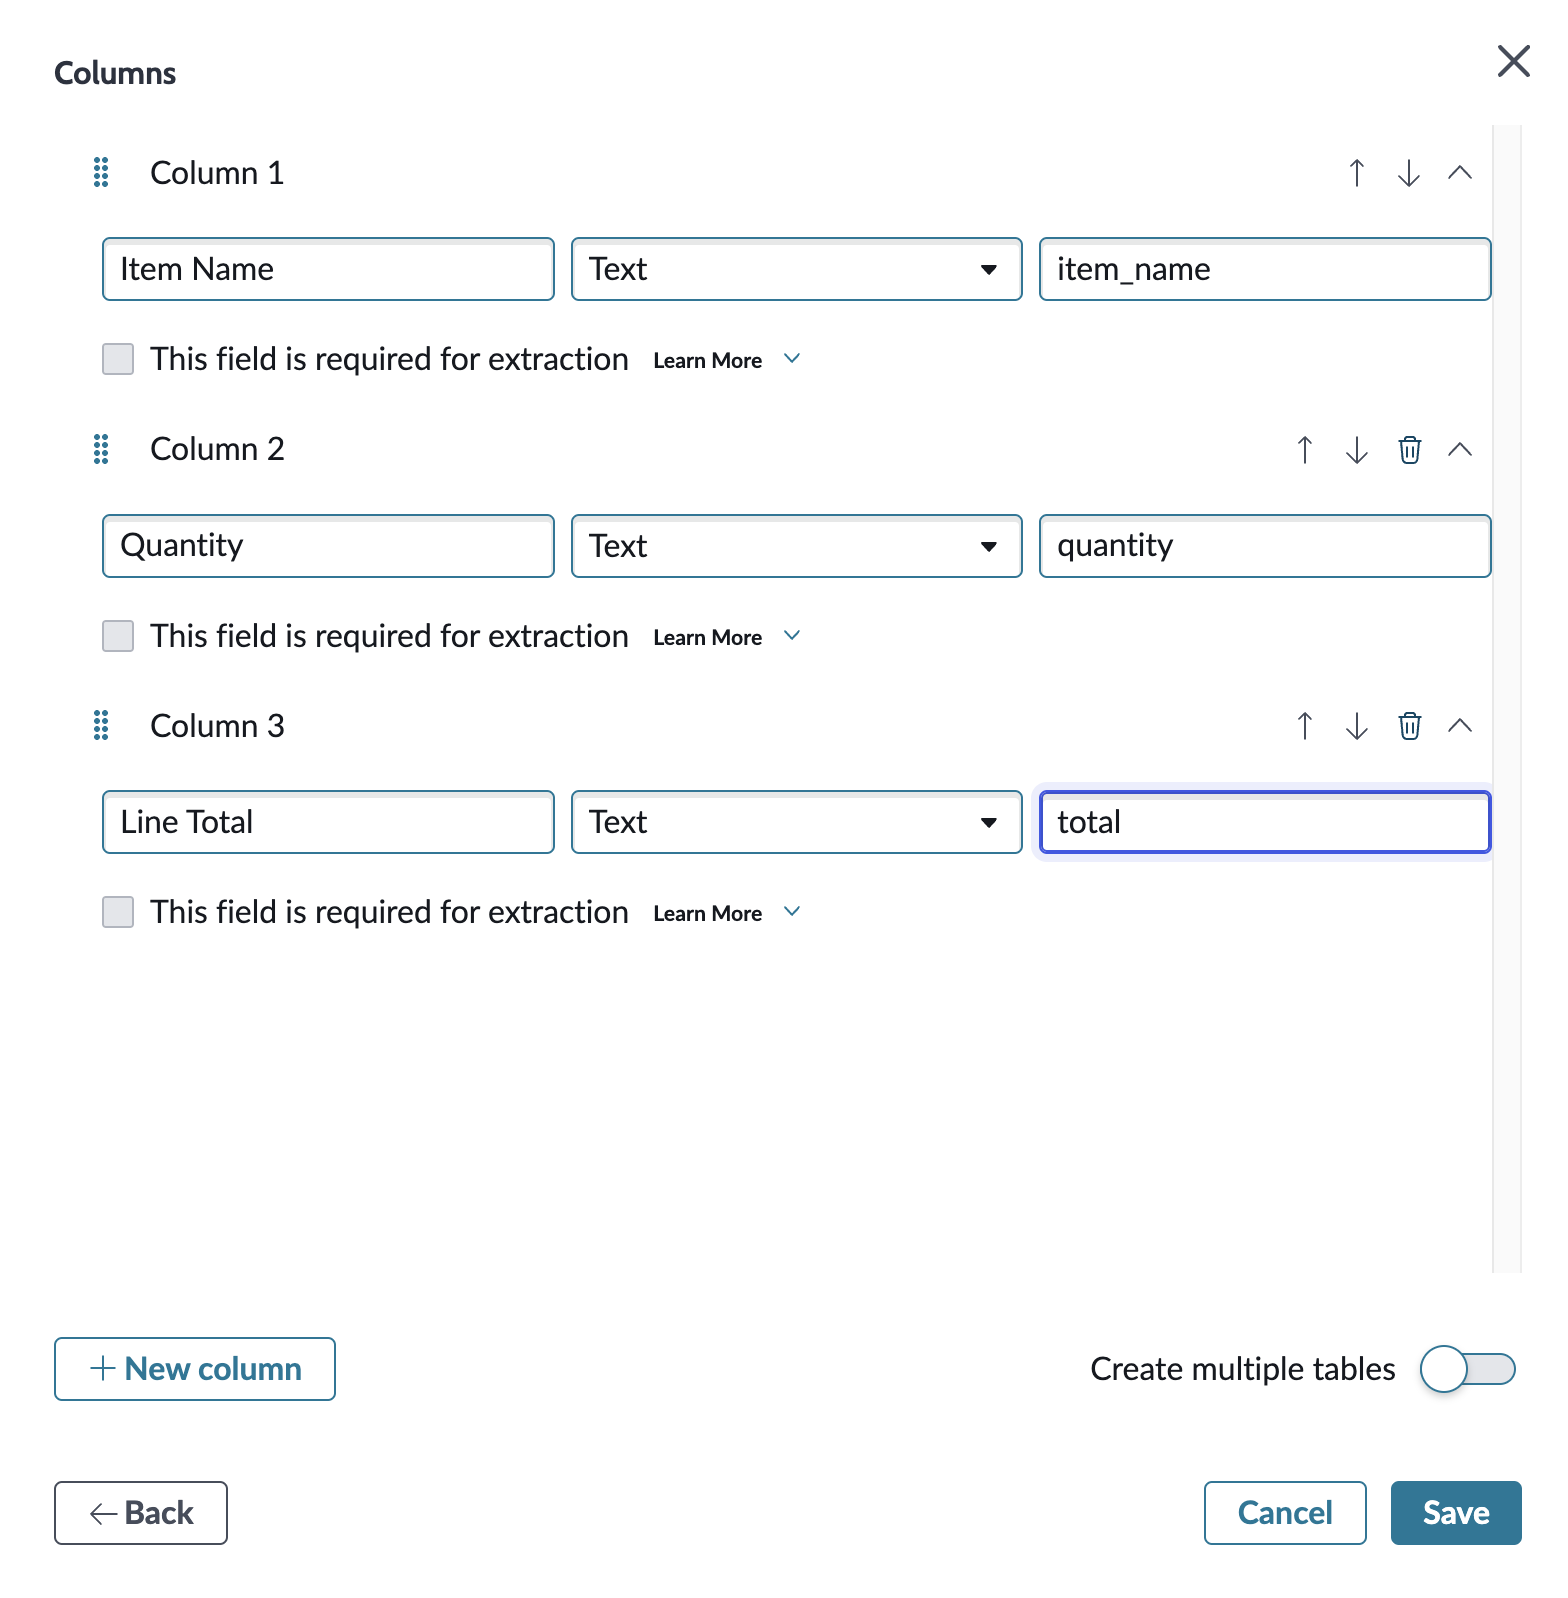 Columns
Column 1
Item Name Text item_name
This field is required for extraction Learn More
Column 2
Quantity Text quantity
This field is required for extraction Learn More
Column 3
Line Total Text total
This field is required for extraction Learn More
New column Create multiple tables
Back Cancel Save